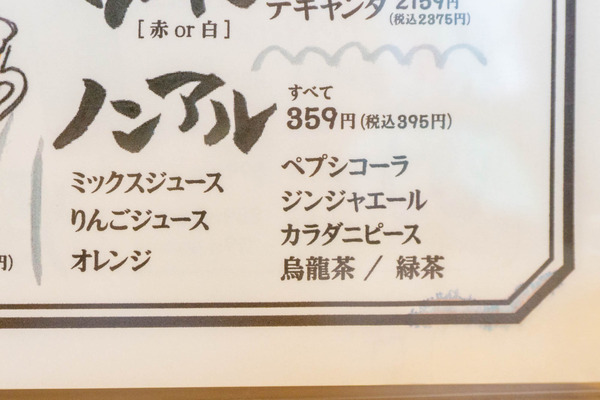 [赤 or 白]
デキャンタ 2159円
(税込2375円)
ノンアル
すべて
359円(税込395円)
ミックスジュース
りんごジュース
オレンジ
ペプシコーラ
ジンジャエール
カラダニピース
烏龍茶 / 緑茶
円)